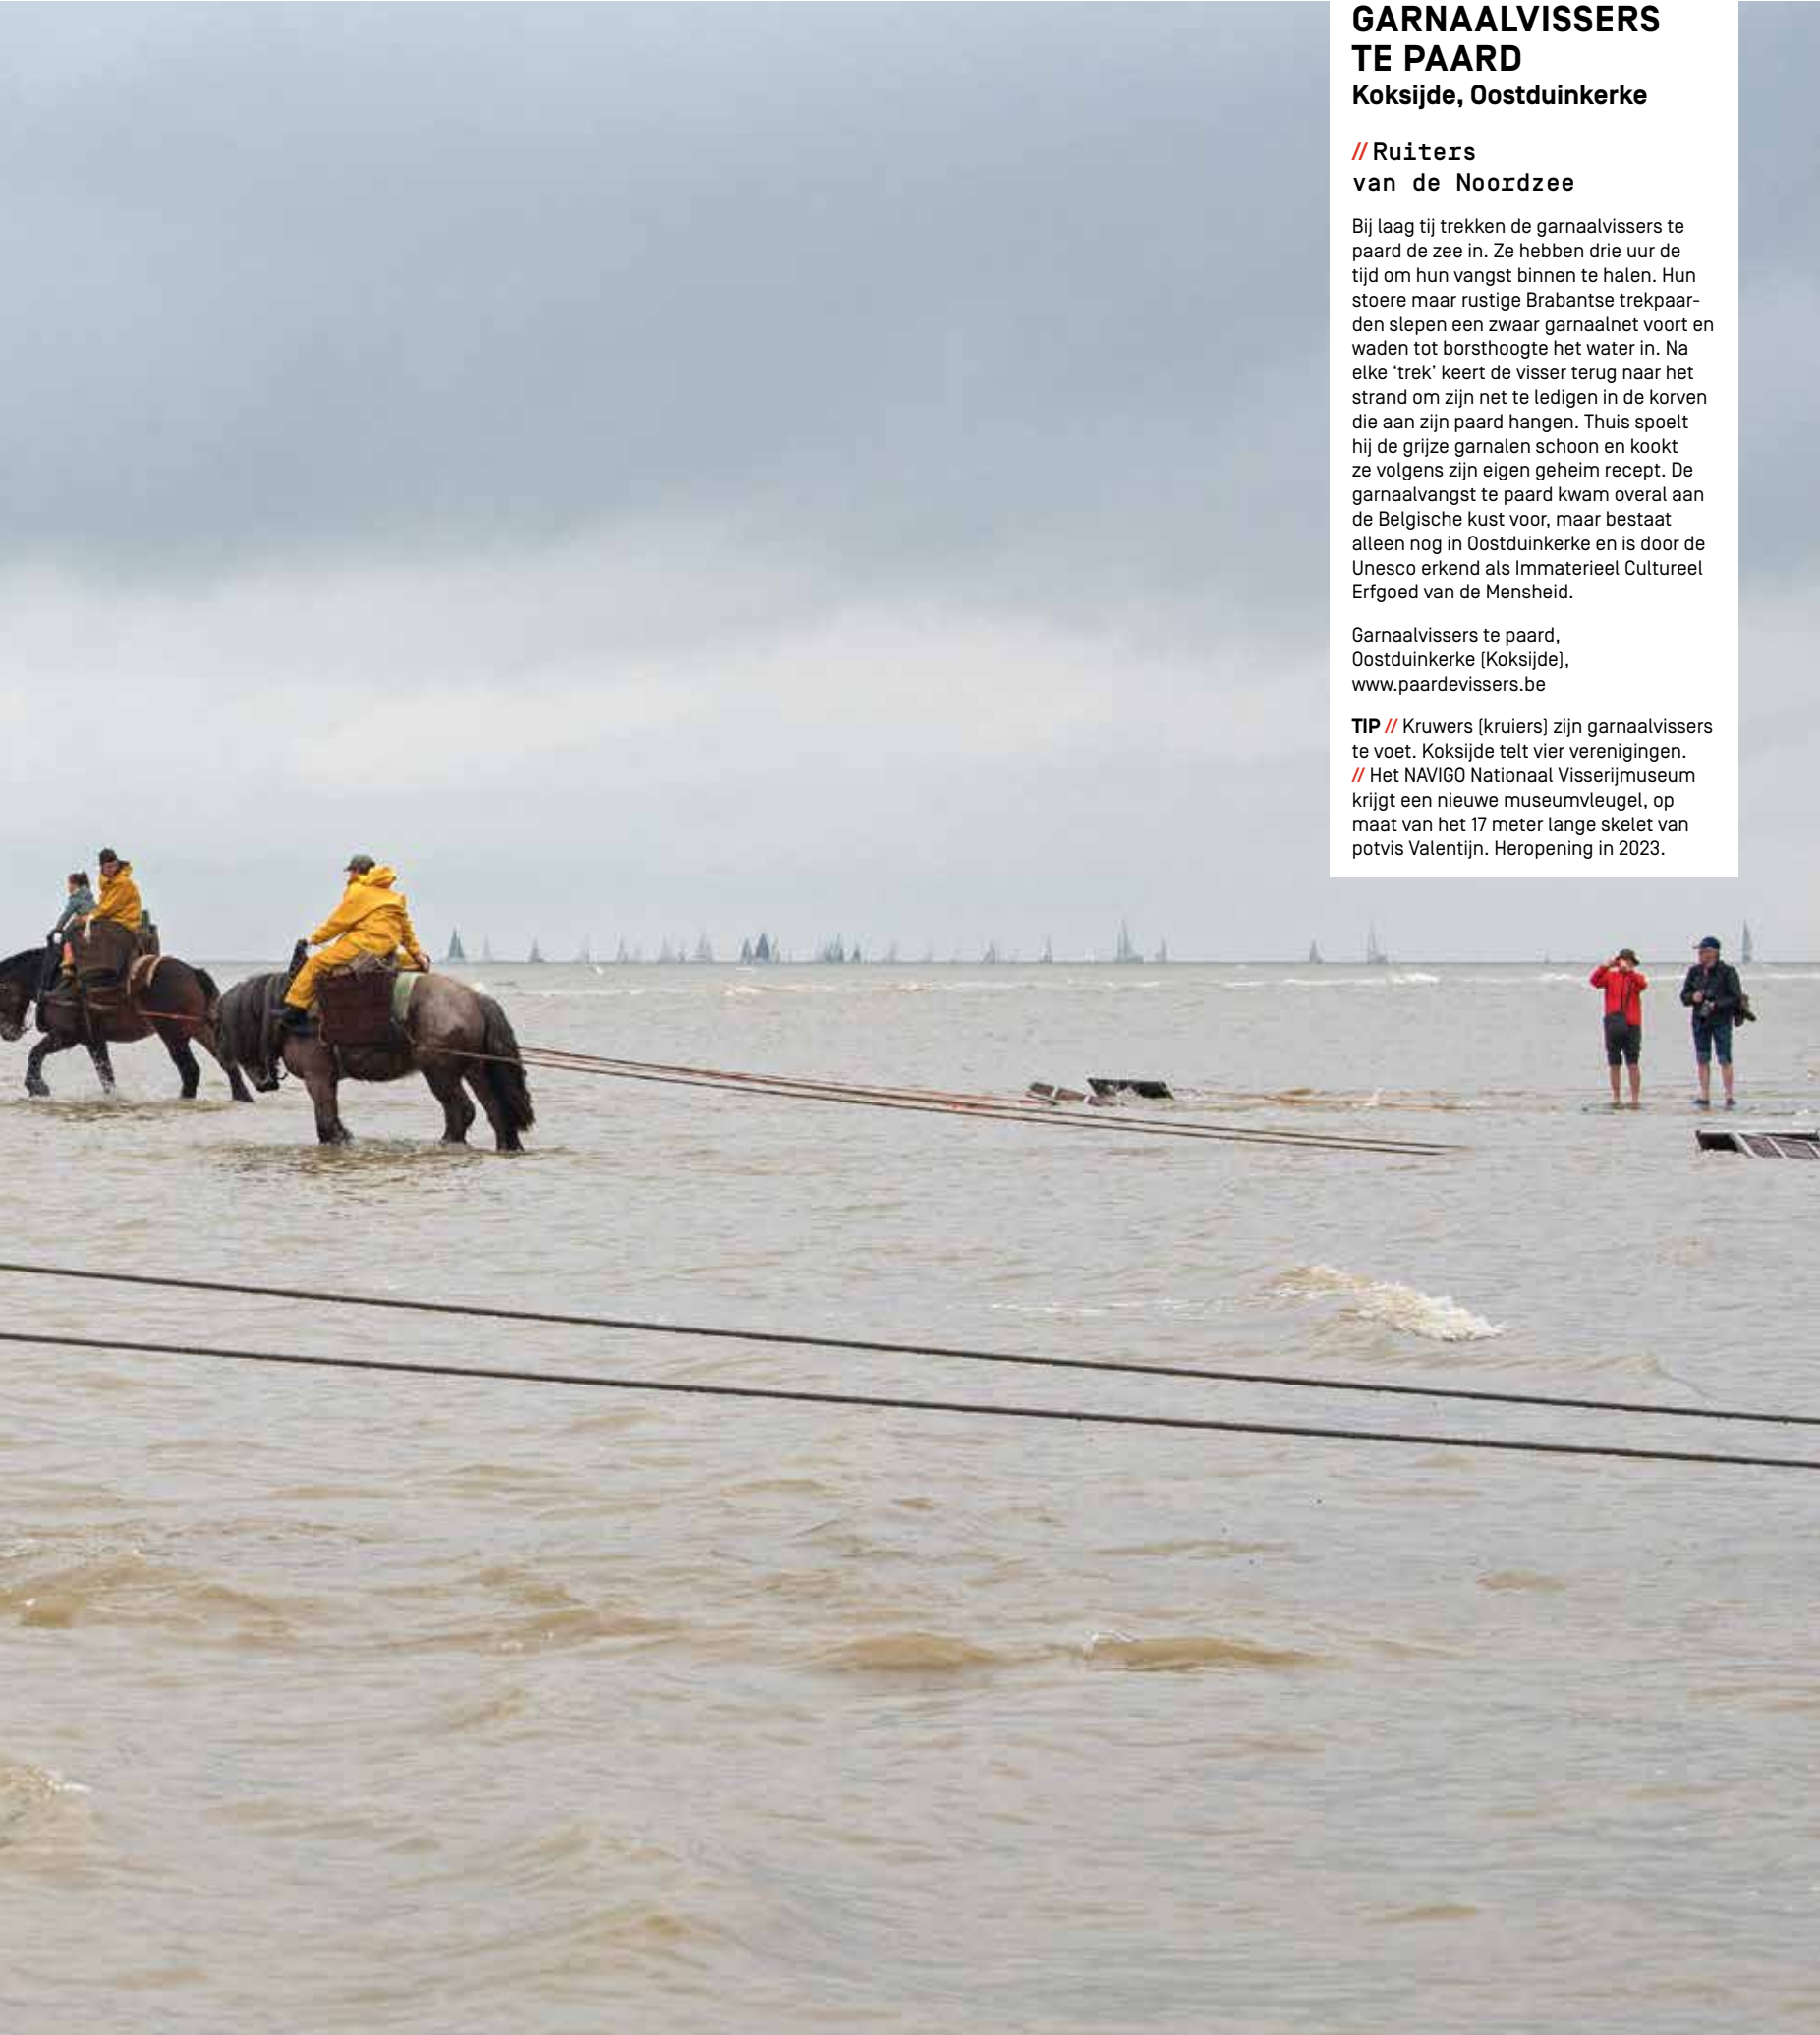 GARNAALVISSERS
TE PAARD
Koksijde, Oostduinkerke
// Ruiters
van de Noordzee
Bij laag tij trekken de garnaalvissers te
paard de zee in. Ze hebben drie uur de
tijd om hun vangst binnen te halen. Hun
stoere maar rustige Brabantse trekpaar-
den slepen een zwaar garnaalnet voort en
waden tot borsthoogte het water in. Na
elke ‘trek’ keert de visser terug naar het
strand om zijn net te ledigen in de korven
die aan zijn paard hangen. Thuis spoelt
hij de grijze garnalen schoon en kookt
ze volgens zijn eigen geheim recept. De
garnaalvangst te paard kwam overal aan
de Belgische kust voor, maar bestaat
alleen nog in Oostduinkerke en is door de
Unesco erkend als Immaterieel Cultureel
Erfgoed van de Mensheid.
Garnaalvissers te paard,
Oostduinkerke (Koksijde),
www.paardevissers.be
TIP // Kruwers (kruiers) zijn garnaalvissers
te voet. Koksijde telt vier verenigingen.
// Het NAVIGO Nationaal Visserijmuseum
krijgt een nieuwe museumvleugel, op
maat van het 17 meter lange skelet van
potvis Valentijn. Heropening in 2023.